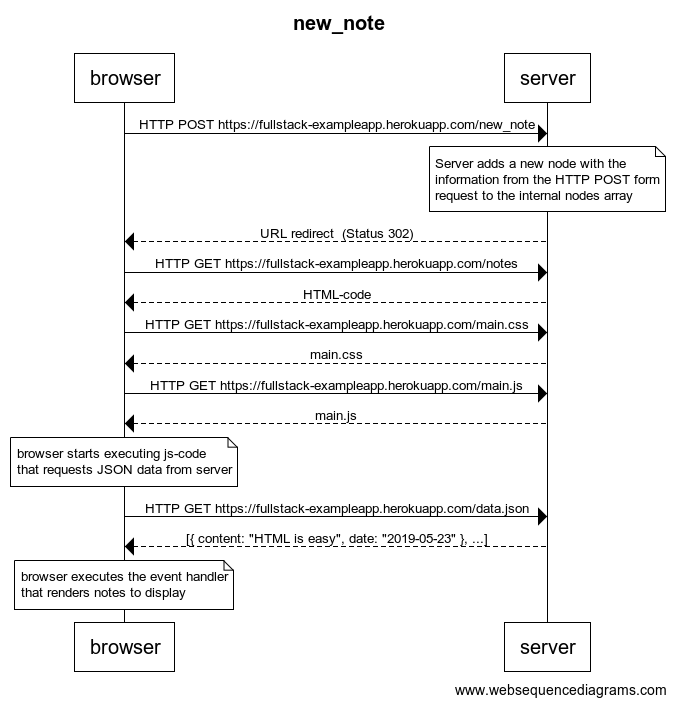 new_note
browser
server
HTTP POST https://fullstack-exampleapp.herokuapp.com/new_note
Server adds a new node with the
information from the HTTP POST form
request to the internal nodes array
URL redirect  (Status 302)
HTTP GET https://fullstack-exampleapp.herokuapp.com/notes
HTML-code
HTTP GET https://fullstack-exampleapp.herokuapp.com/main.css
main.css
HTTP GET https://fullstack-exampleapp.herokuapp.com/main.js
main.js
browser starts executing js-code
that requests JSON data from server
HTTP GET https://fullstack-exampleapp.herokuapp.com/data.json
[{ content: "HTML is easy", date: "2019-05-23" }, ...]
browser executes the event handler
that renders notes to display
browser
server
www.websequencediagrams.com